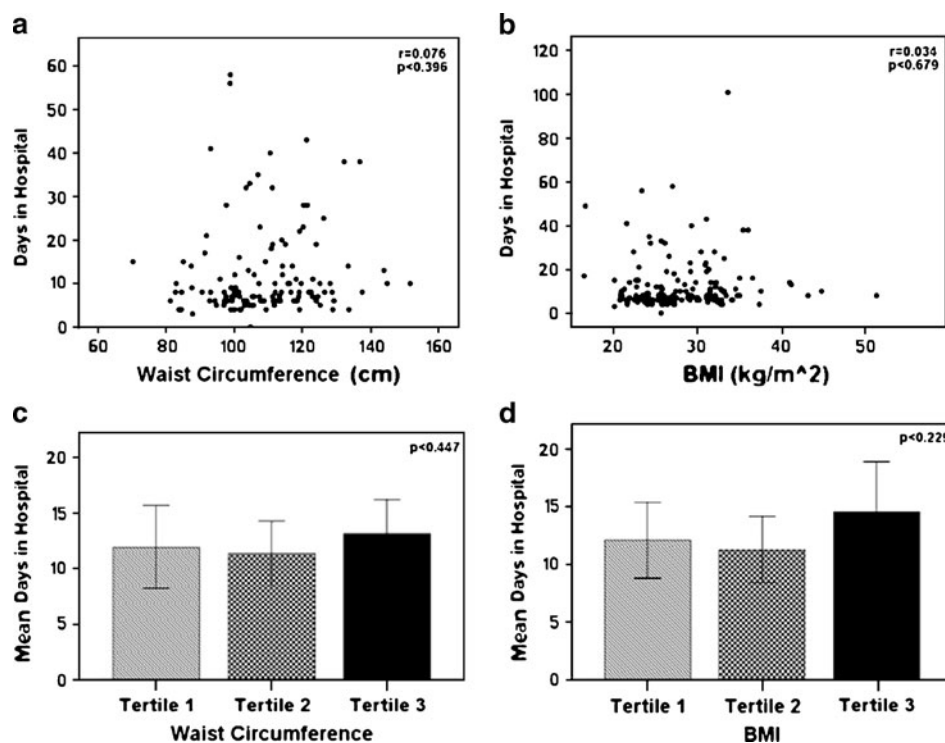 a
r=0.076
p<0.396
60
50
40
30
20
10
0
Days in Hospital
60 80 100 120 140 160
Waist Circumference (cm)
b
r=0.034
p<0.679
120
100
80
60
40
20
0
Days in Hospital
20 30 40 50
BMI (kg/m^2)
c
p<0.447
20
15
10
5
0
Mean Days in Hospital
Tertile 1 Tertile 2 Tertile 3
Waist Circumference
d
p<0.229
20
15
10
5
0
Mean Days in Hospital
Tertile 1 Tertile 2 Tertile 3
BMI